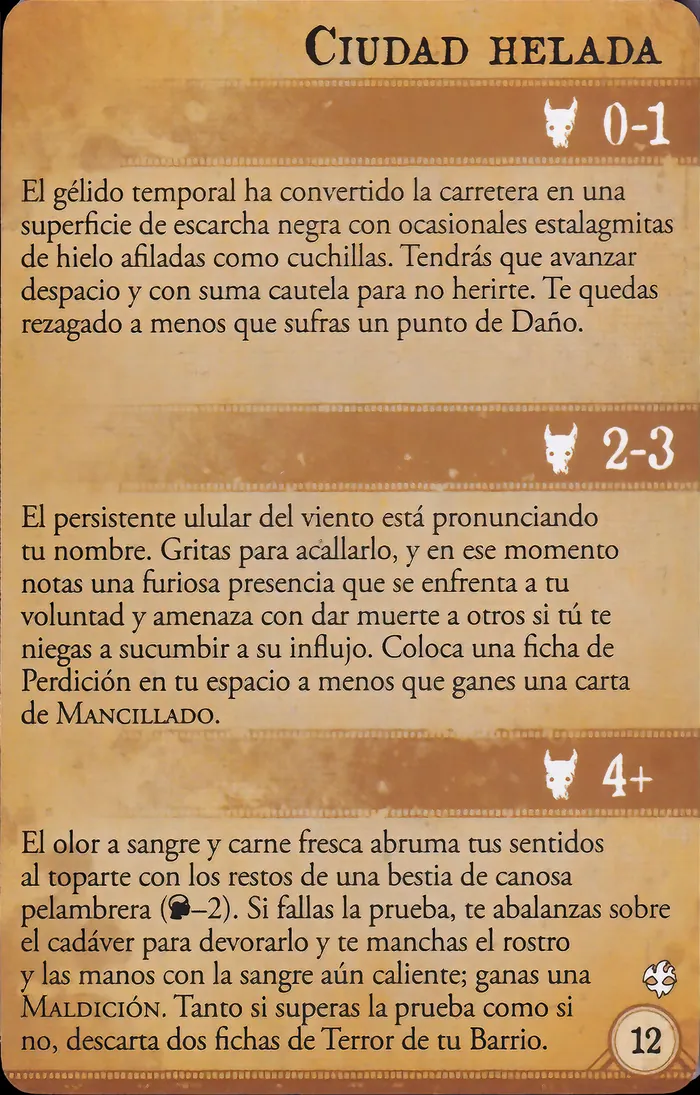 CIUDAD HELADA
0-1
El gélido temporal ha convertido la carretera en una
superficie de escarcha negra con ocasionales estalagmitas
de hielo afiladas como cuchillas. Tendrás que avanzar
despacio y con suma cautela para no herirte. Te quedas
rezagado a menos que sufras un punto de Daño.
2-3
El persistente ulular del viento está pronunciando
tu nombre. Gritas para acallarlo, y en ese momento
notas una furiosa presencia que se enfrenta a tu
voluntad y amenaza con dar muerte a otros si tú te
niegas a sucumbir a su influjo. Coloca una ficha de
Perdición en tu espacio a menos que ganes una carta
de MANCILLADO.
4+
El olor a sangre y carne fresca abruma tus sentidos
al toparte con los restos de una bestia de canosa
pelambrera (–2). Si fallas la prueba, te abalanzas sobre
el cadáver para devorarlo y te manchas el rostro
y las manos con la sangre aún caliente; ganas una
MALDICIÓN. Tanto si superas la prueba como si
no, descarta dos fichas de Terror de tu Barrio.
12